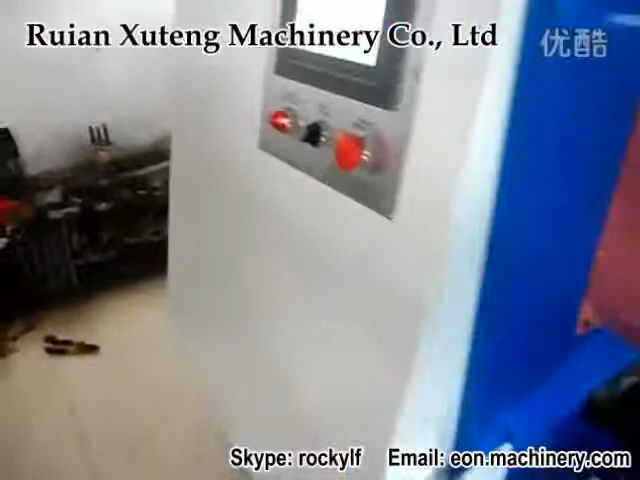 Ruian Xuteng Machinery Co., Ltd
优酷
Skype: rockylf Email: eon.machinery.com